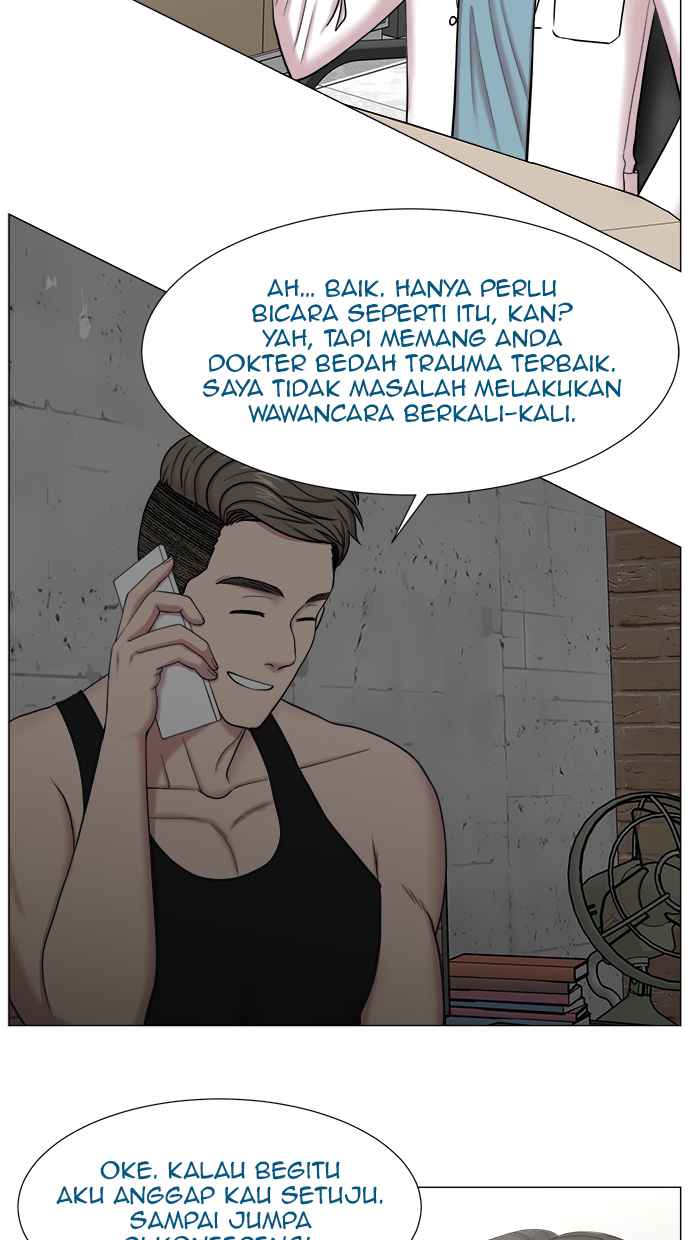 AH... BAIK. HANYA PERLU
BICARA SEPERTI ITU, KAN?
YAH, TAPI MEMANG ANDA
DOKTER BEDAH TRAUMA TERBAIK.
SAYA TIDAK MASALAH MELAKUKAN
WAWANCARA BERKALI-KALI.
OKE. KALAU BEGITU
AKU ANGGAP KAU SETUJU.
SAMPAI JUMPA